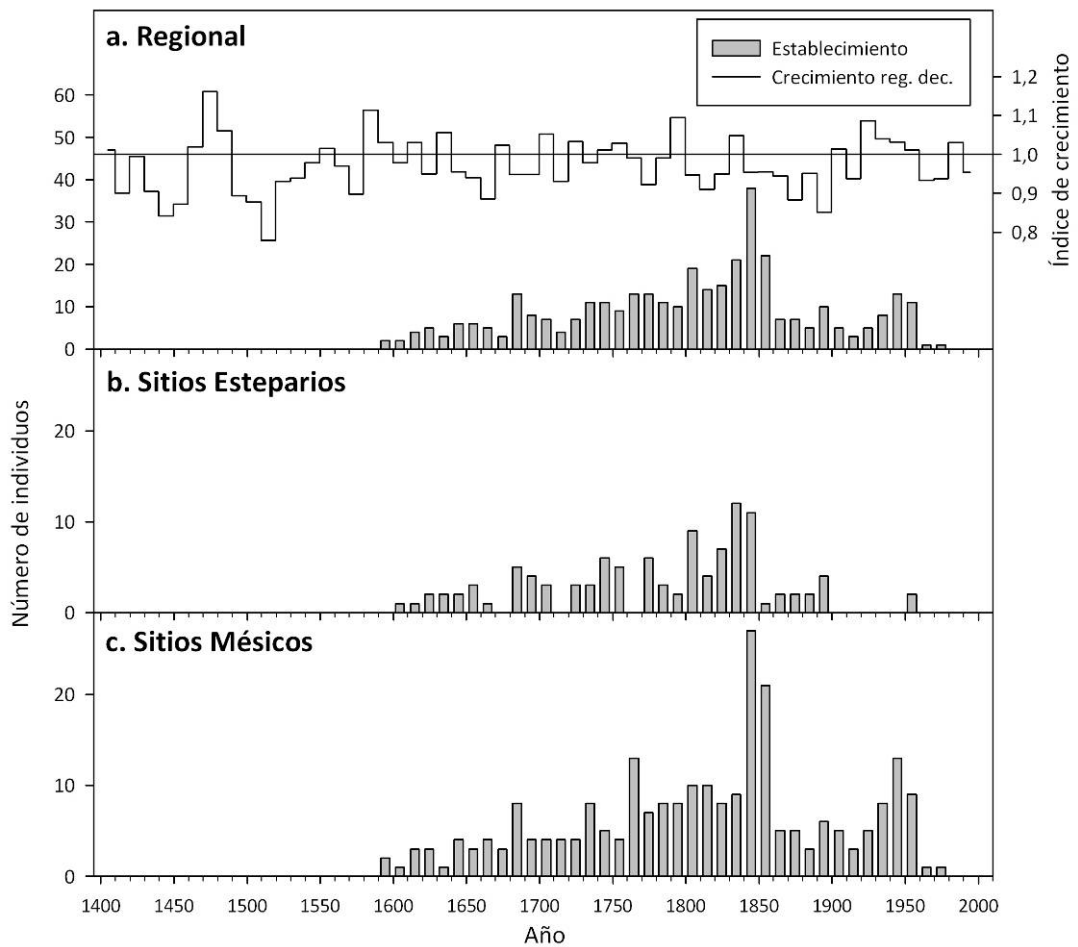 a. Regional
Establecimiento
Crecimiento reg. dec.
60
50
40
30
20
10
0
1,2
1,1
1,0
0,9
0,8
Índice de crecimiento
b. Sitios Esteparios
20
10
0
Número de individuos
c. Sitios Mésicos
20
10
0
1400 1450 1500 1550 1600 1650 1700 1750 1800 1850 1900 1950 2000
Año